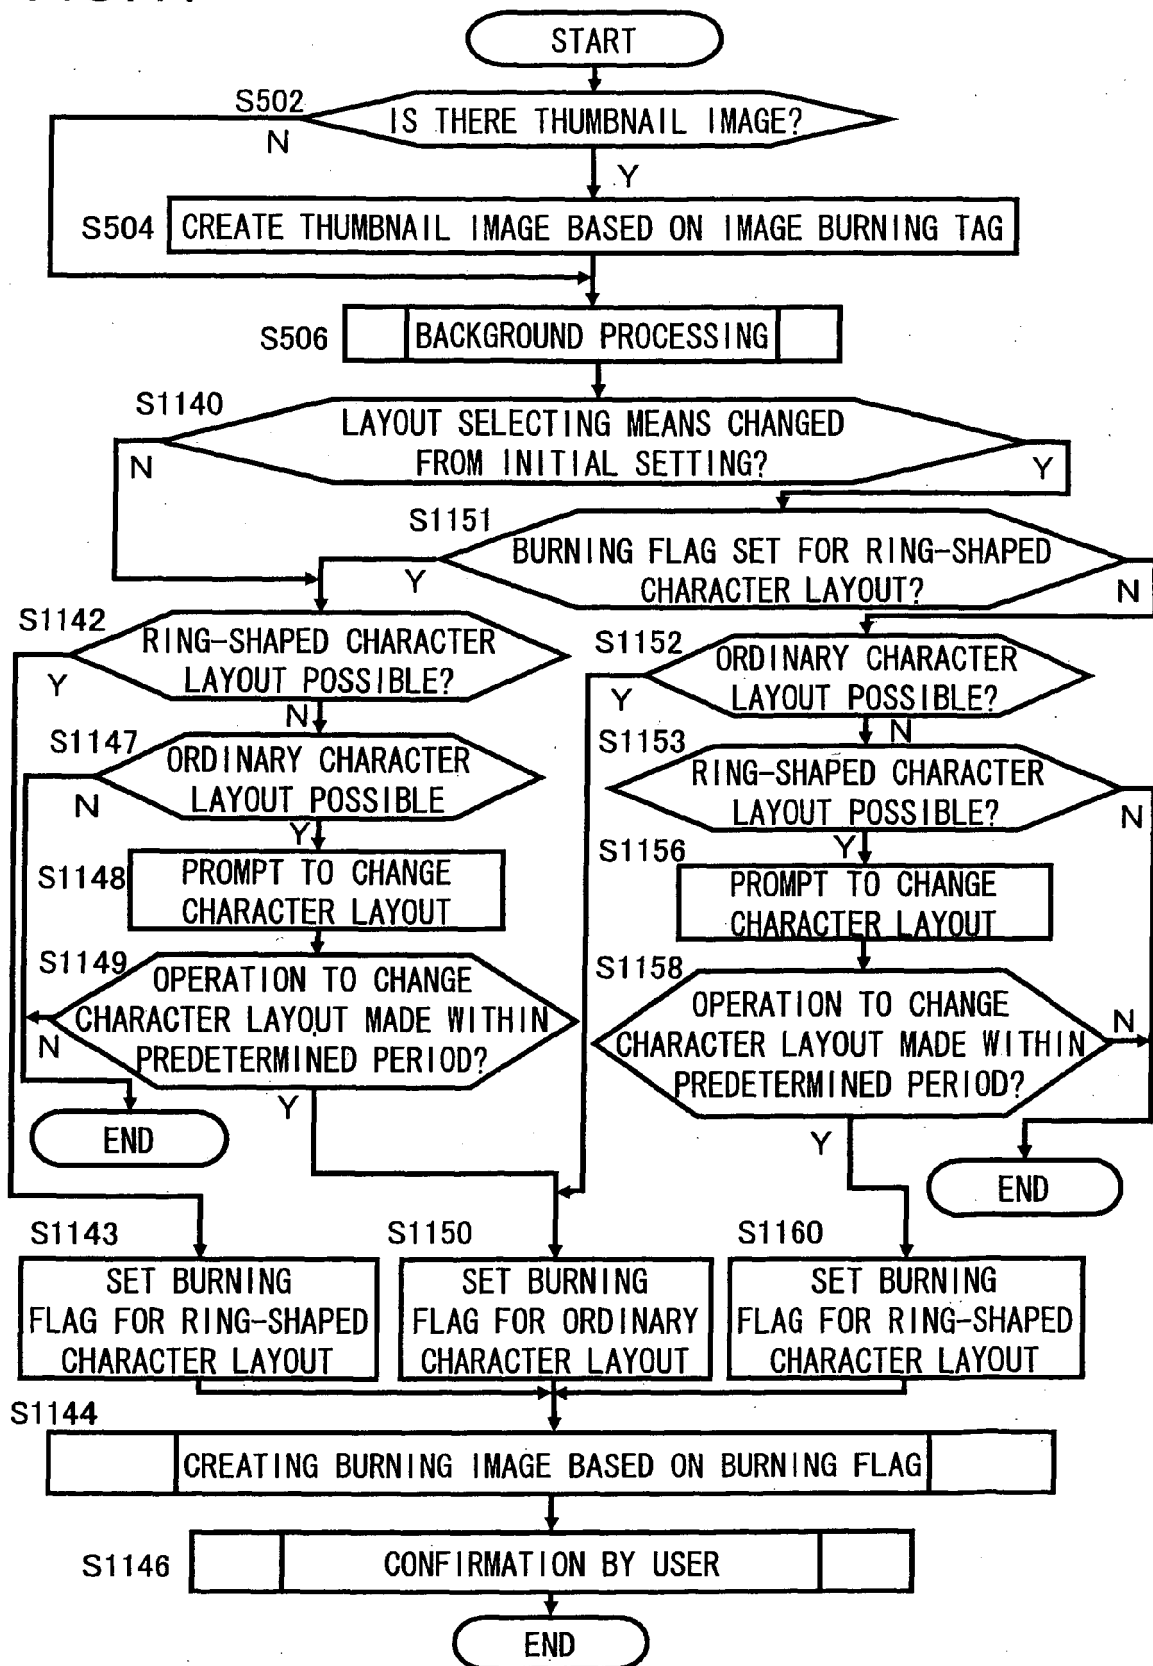 START
S502
IS THERE THUMBNAIL IMAGE?
N
Y
S504
CREATE THUMBNAIL IMAGE BASED ON IMAGE BURNING TAG
S506
BACKGROUND PROCESSING
S1140
LAYOUT SELECTING MEANS CHANGED
FROM INITIAL SETTING?
N
Y
S1151
BURNING FLAG SET FOR RING-SHAPED
CHARACTER LAYOUT?
Y
N
S1142
RING-SHAPED CHARACTER
LAYOUT POSSIBLE?
Y
N
S1152
ORDINARY CHARACTER
LAYOUT POSSIBLE?
Y
N
S1147
ORDINARY CHARACTER
LAYOUT POSSIBLE
N
Y
S1153
RING-SHAPED CHARACTER
LAYOUT POSSIBLE?
N
Y
S1148
PROMPT TO CHANGE
CHARACTER LAYOUT
S1156
PROMPT TO CHANGE
CHARACTER LAYOUT
S1149
OPERATION TO CHANGE
CHARACTER LAYOUT MADE WITHIN
PREDETERMINED PERIOD?
N
Y
S1158
OPERATION TO CHANGE
CHARACTER LAYOUT MADE WITHIN
PREDETERMINED PERIOD?
N
Y
END
END
S1143
SET BURNING
FLAG FOR RING-SHAPED
CHARACTER LAYOUT
S1150
SET BURNING
FLAG FOR ORDINARY
CHARACTER LAYOUT
S1160
SET BURNING
FLAG FOR RING-SHAPED
CHARACTER LAYOUT
S1144
CREATING BURNING IMAGE BASED ON BURNING FLAG
S1146
CONFIRMATION BY USER
END